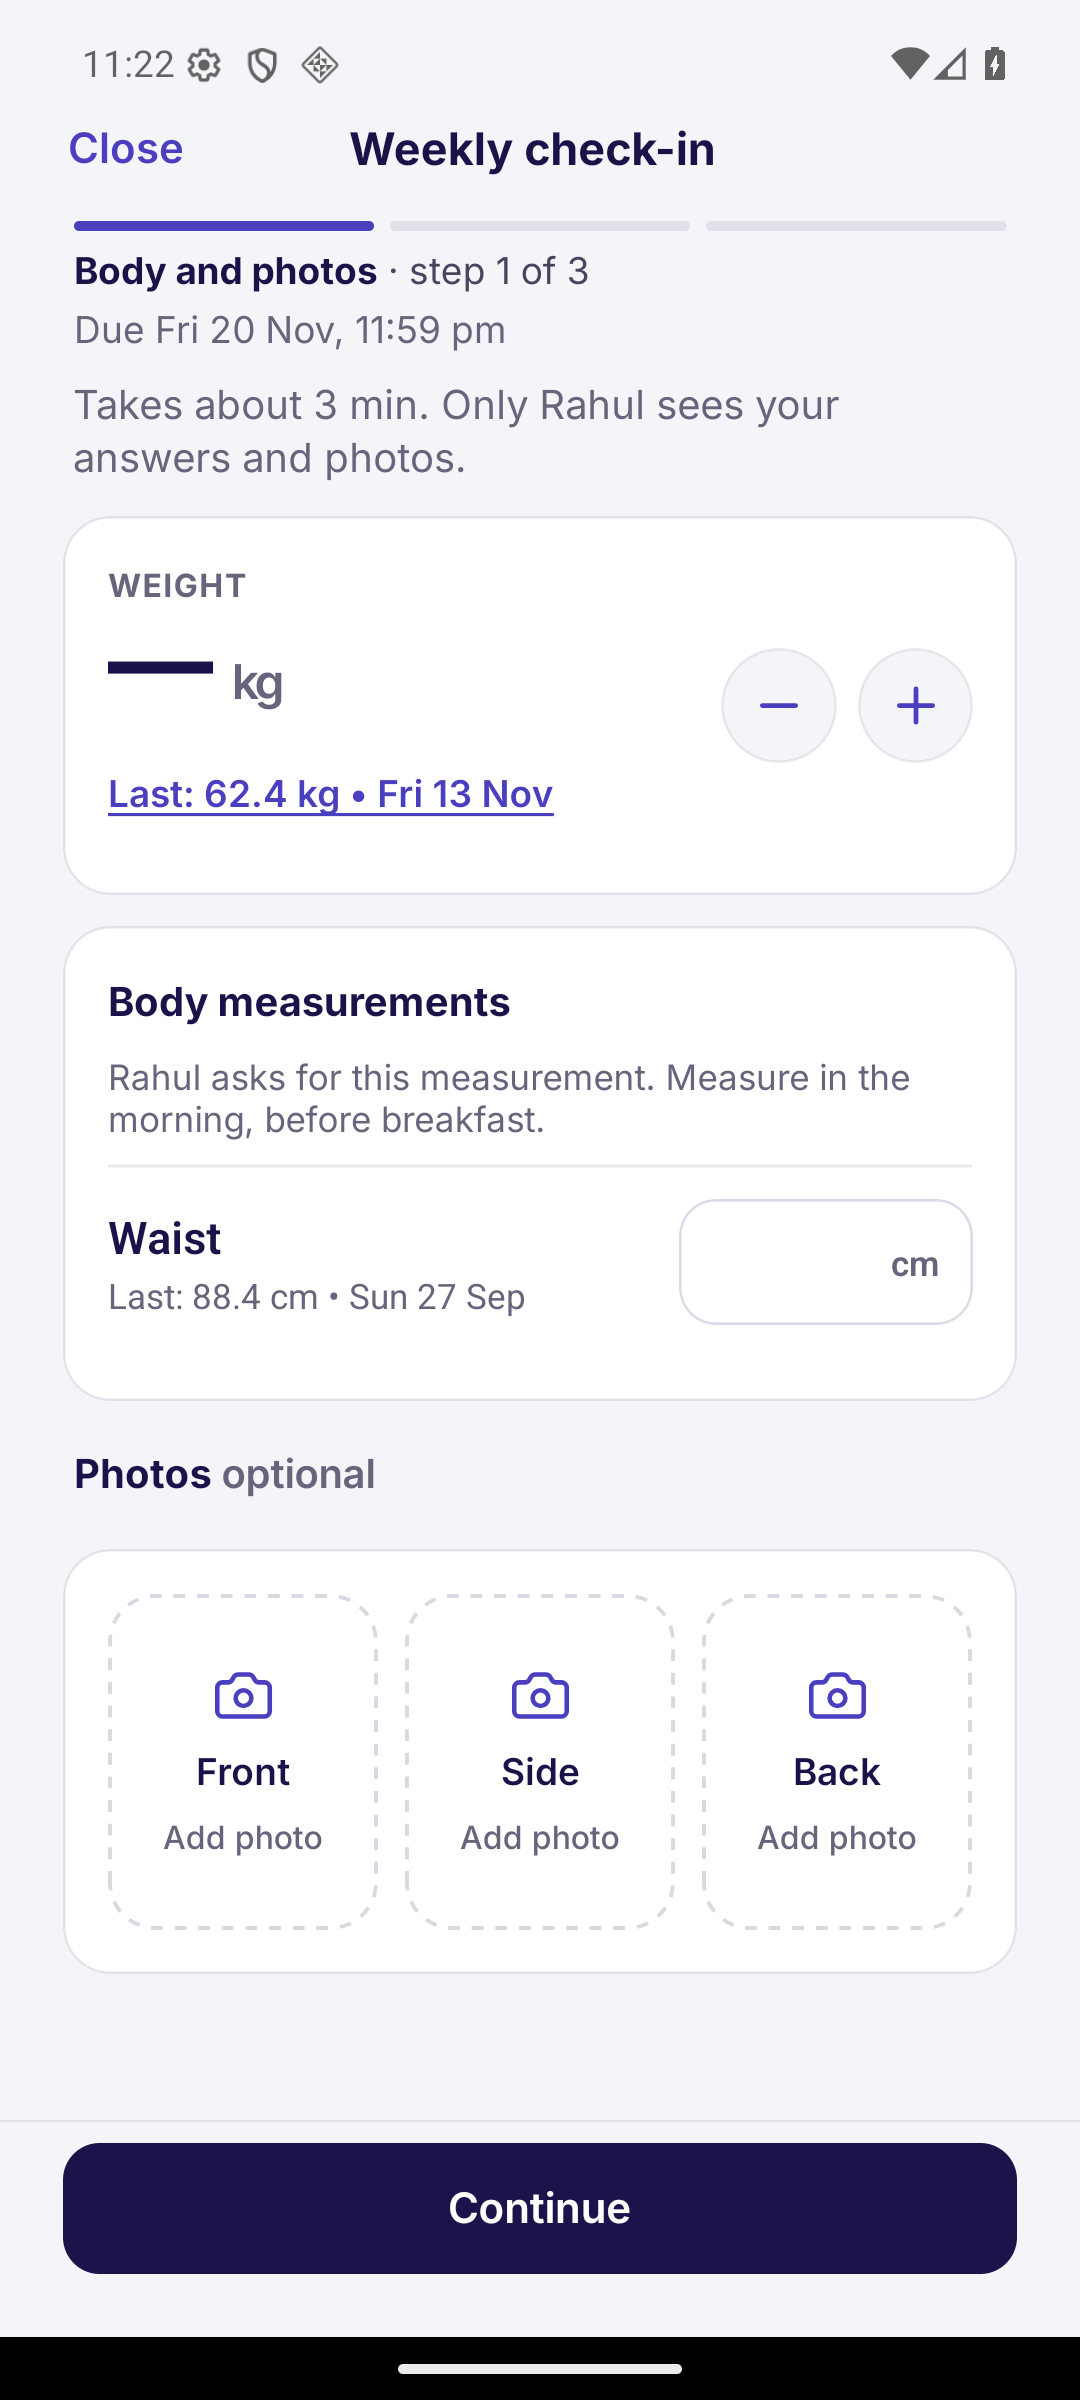 11:22
Close
Weekly check-in
Body and photos · step 1 of 3
Due Fri 20 Nov, 11:59 pm
Takes about 3 min. Only Rahul sees your
answers and photos.
WEIGHT
— kg
Last: 62.4 kg • Fri 13 Nov
Body measurements
Rahul asks for this measurement. Measure in the
morning, before breakfast.
Waist
cm
Last: 88.4 cm • Sun 27 Sep
Photos optional
Front
Side
Back
Add photo
Add photo
Add photo
Continue